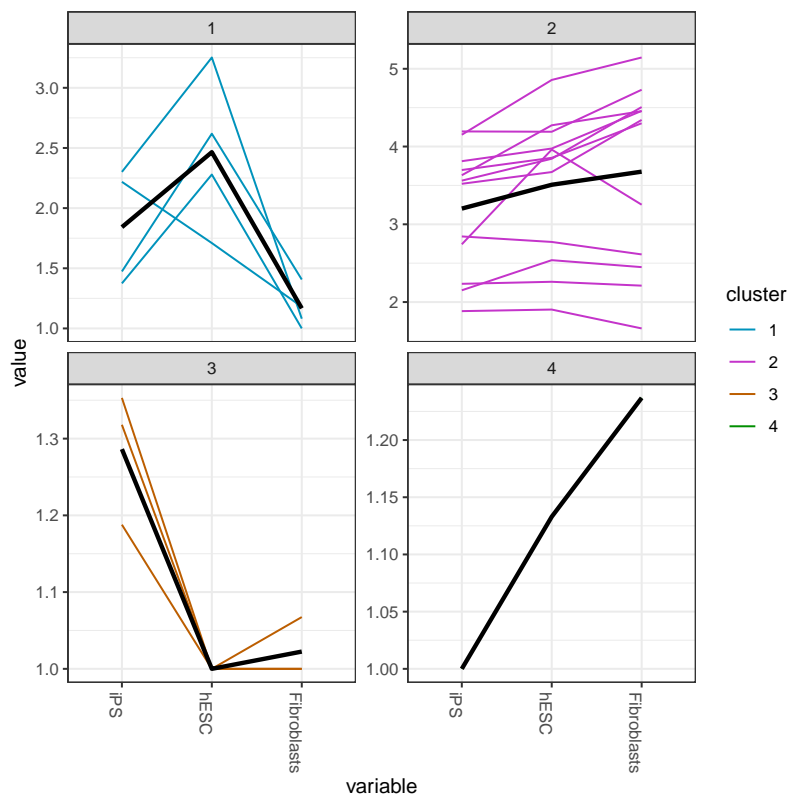 1
3.0
2.5
2.0
1.5
1.0
2
5
4
3
2
3
1.3
1.2
1.1
1.0
4
1.20
1.15
1.10
1.05
1.00
iPS
hESC
Fibroblasts
iPS
hESC
Fibroblasts
value
variable
cluster
1
2
3
4